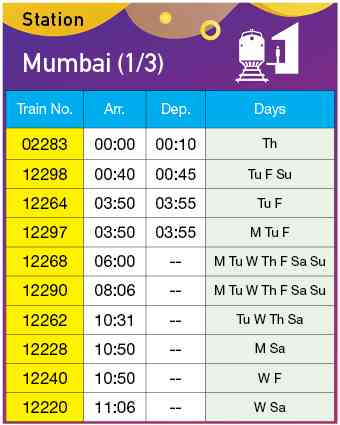 Station
Mumbai (1/3)
Train No. Arr. Dep. Days
02283 00:00 00:10 Th
12298 00:40 00:45 Tu F Su
12264 03:50 03:55 Tu F
12297 03:50 03:55 M Tu F
12268 06:00 -- M Tu W Th F Sa Su
12290 08:06 -- M Tu W Th F Sa Su
12262 10:31 -- Tu W Th Sa
12228 10:50 -- M Sa
12240 10:50 -- W F
12220 11:06 -- W Sa